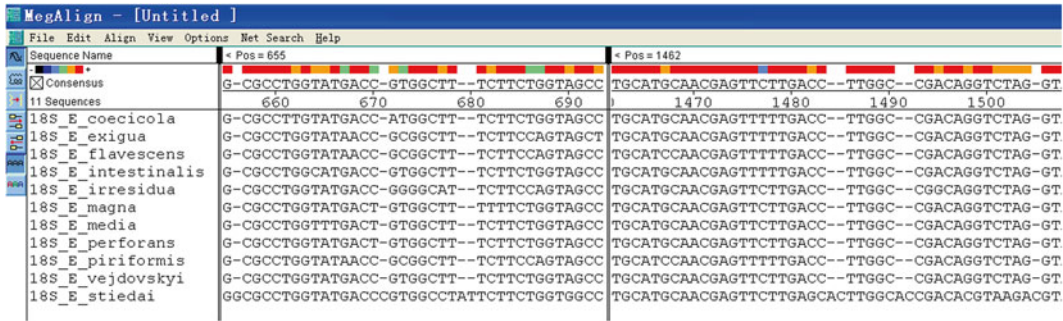 MegAlign - [Untitled ]
File Edit Align View Options Net Search Help
Sequence Name < Pos = 655 < Pos = 1462
Consensus G-CGCCTGGTATGACC-GTGGCTT--TCTTCTGGTAGCC TGCATGCAACGAGTTCTTGACC--TTGGC--CGACAGGTCTAG-GT
11 Sequences 660 670 680 690 1470 1480 1490 1500
18S_E_coecicola G-CGCCTTGTATGACC-ATGGCTT--TCTTCTGGTAGCC TGCATGCAACGAGTTCTTGACC--TTGGC--CGACAGGTCTAG-GT
18S_E_exigua G-CGCCTGGTATAACC-GCGGCTT--TCTTCCAGTAGCT TGCATGCAACGAGTTTTTGACC--TTGGC--CGACAGGTCTAG-GT
18S_E_flavescens G-CGCCTGGTATAACC-GCGGCTT--TCTTCCAGTAGCC TGCATCCAACGAGTTTTTGACC--TTGGC--CGACAGGTCTAG-GT
18S_E_intestinalis G-CGCCTGGCATGACC-GTGGCTT--TCTTCTGGTAGCC TGCATGCAACGAGTTTTTGACC--TTGGC--CGACAGGTCTAG-GT
18S_E_irresidua G-CGCCTGGTATGACC-GGGGCAT--TCTTCCAGTAGCC TGCATGCAACGAGTTCTTGACC--TTGGC--CGGCAGGTCTAG-GT
18S_E_magna G-CGCCTGGTATGACT-GTGGCTT--TTTTCTGGTAGCC TGCATGCAACGAGTTCTTGACC--TTGGC--CGACAGGTCTAG-GT
18S_E_media G-CGCCTGGTTTGACT-GTGGCTT--TCTTCTGGTAGCC TGCATGCAACGAGTTCTTGACC--TTGGC--CGACAGGTCTAG-GT
18S_E_perforans G-CGCCTGGTATGACT-GTGGCTT--TCTTCTGGTAGCC TGCATGCAACGAGTTCTTGACC--TTGGC--CGACAGGTCTAG-GT
18S_E_piriformis G-CGCCTGGTATAACC-GCGGCTT--TCTTCCAGTAGCC TGCATCCAACGAGTTTTTGACC--TTGGC--CGACAGGTCTAG-GT
18S_E_vejdovskyi G-CGCCTGGTATGACC-GTGGCTT--TCTTCTGGTAGCC TGCATGCAACGAGTTCTTGACC--TTGGC--CGACAGGTCTAG-GT
18S_E_stiedai GGCGCCTGGTATGACCCGTGGCCTATTCTTCTGGTGGCC TGCATGCAACGAGTTCTTGAGCACTTGGCACCGACACGTAAGACGT